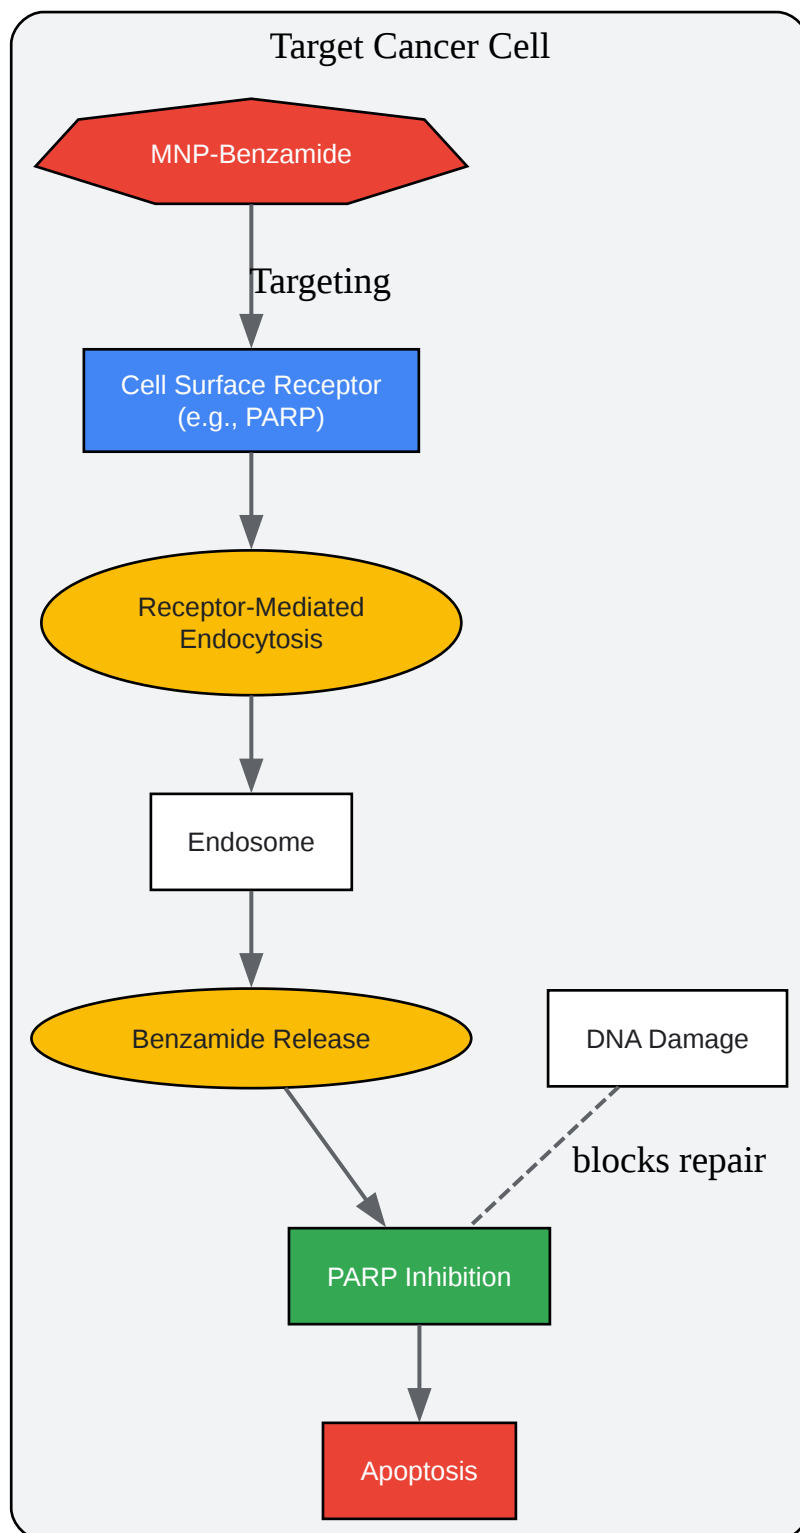 Target Cancer Cell
MNP-Benzamide
Targeting
Cell Surface Receptor
(e.g., PARP)
Receptor-Mediated
Endocytosis
Endosome
Benzamide Release
DNA Damage
blocks repair
PARP Inhibition
Apoptosis